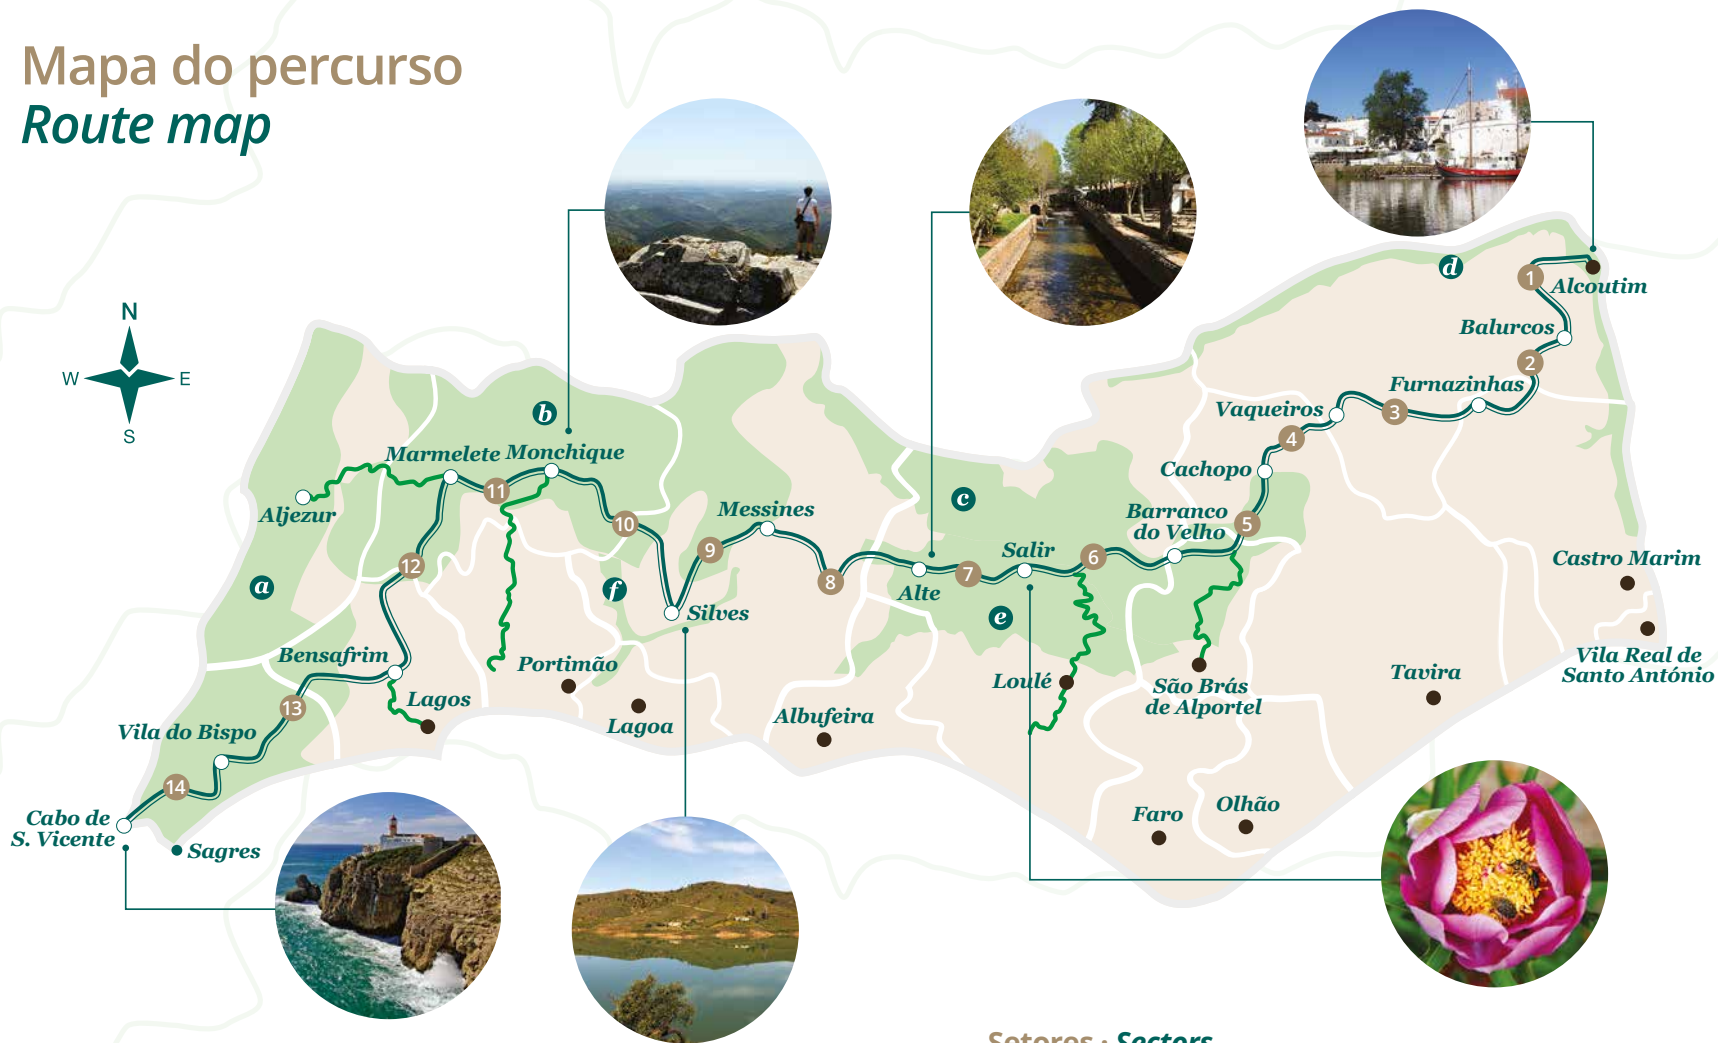 Mapa do percurso
Route map
N
W
E
S
d
1
Alcoutim
Balurcos
2
Furnazinhas
Vaqueiros
3
4
b
Marmelete
Monchique
Cachopo
11
Aljezur
10
Messines
c
Barranco
do Velho
5
9
Salir
6
12
8
7
Alte
Castro Marim
a
f
Silves
e
Bensafrim
Portimão
Loulé
São Brás
de Alportel
Tavira
Vila Real de
Santo António
13
Lagos
Lagoa
Albufeira
Vila do Bispo
14
Cabo de
S. Vicente
Sagres
Faro
Olhão
Setores · Sectors